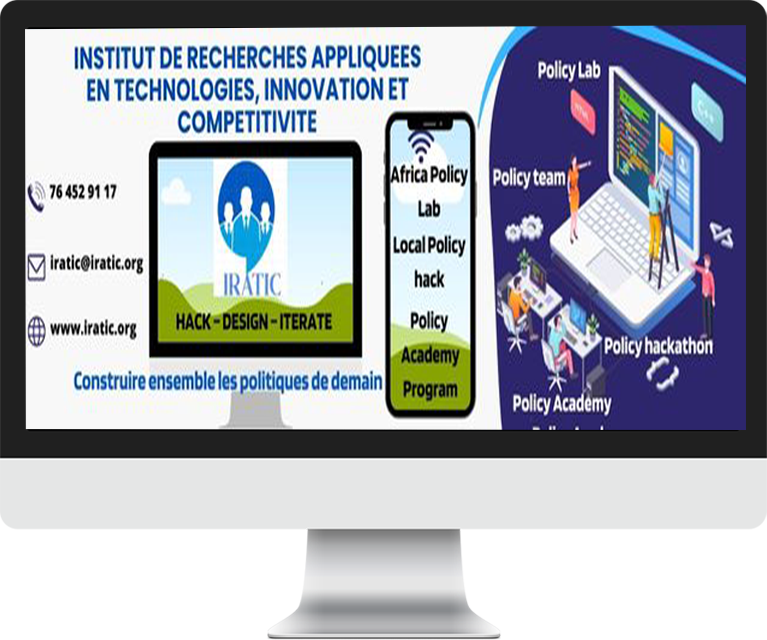 INSTITUT DE RECHERCHES APPLIQUEES
EN TECHNOLOGIES, INNOVATION ET
COMPETITIVITE
76 452 91 17
iratic@iratic.org
www.iratic.org
IRATIC
HACK – DESIGN – ITERATE
Construire ensemble les politiques de demain
Africa Policy
Lab
Local Policy
hack
Policy
Academy
Program
Policy Lab
HTML
C++
Policy team
Policy hackathon
Policy Academy